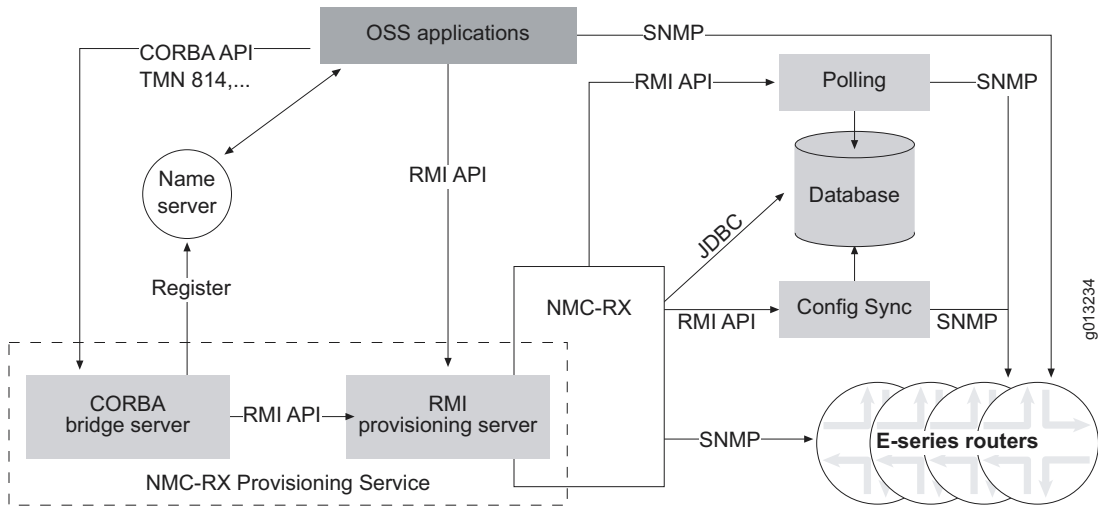 OSS applications
CORBA API
TMN 814,...
SNMP
RMI API
Polling
SNMP
Name
server
RMI API
Database
JDBC
Register
NMC-RX
RMI API
Config Sync
SNMP
g013234
CORBA
bridge server
RMI API
RMI
provisioning server
SNMP
E-series routers
NMC-RX Provisioning Service